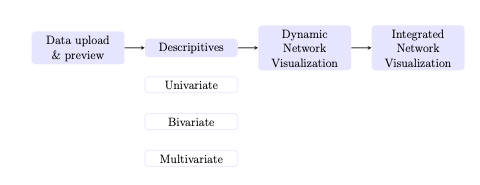 Data upload
& preview
Descripitives
Dynamic
Network
Visualization
Integrated
Network
Visualization
Univariate
Bivariate
Multivariate